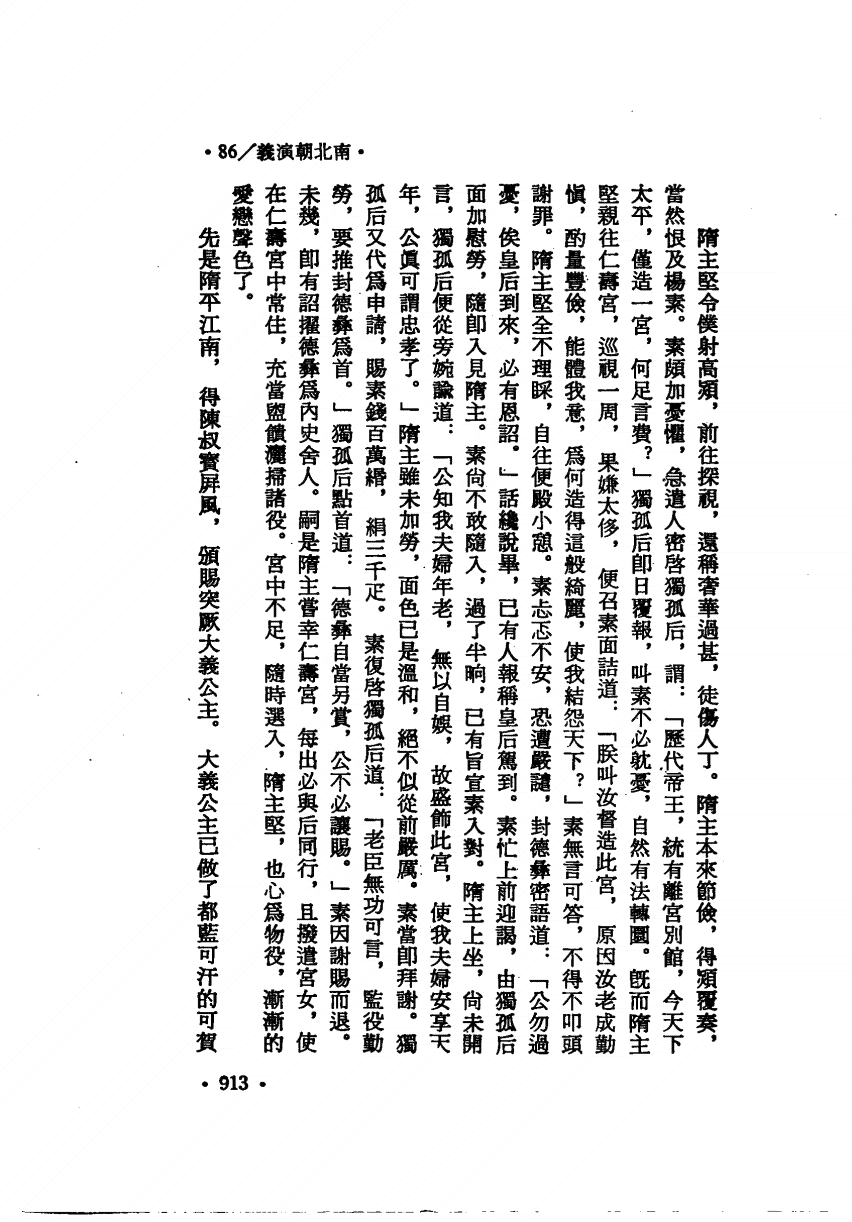 •86／義演朝北南•
隋主堅令僕射高熲，前往探視，還稱奢華過甚，徒傷人丁。隋主本來節儉，得熲覆奏，
當然恨及楊素。素頗加憂懼，急遣人密啓獨孤后，謂：「歷代帝王，統有離宮別館，今天下
太平，僅造一宮，何足言費？」獨孤后卽日覆報，叫素不必躭憂，自然有法轉圜。旣而隋主
堅親往仁壽宮，巡視一周，果嫌太侈，便召素面詰道：「朕叫汝督造此宮，原因汝老成勤
愼，酌量豐儉，能體我意，爲何造得這般綺麗，使我結怨天下？」素無言可答，不得不叩頭
謝罪。隋主堅全不理睬，自往便殿小憩。素忐忑不安，恐遭嚴譴，封德彝密語道：「公勿過
憂，俟皇后到來，必有恩詔。」話纔說畢，已有人報稱皇后駕到。素忙上前迎謁，由獨孤后
面加慰勞，隨卽入見隋主。素尙不敢隨入，過了半晌，已有旨宣素入對。隋主上坐，尙未開
言，獨孤后便從旁婉諭道：「公知我夫婦年老，無以自娛，故盛飾此宮，使我夫婦安享天
年，公眞可謂忠孝了。」隋主雖未加勞，面色已是溫和，絕不似從前嚴厲。素當卽拜謝。獨
孤后又代爲申請，賜素錢百萬緡，絹三千疋。素復啓獨孤后道：「老臣無功可言，監役勤
勞，要推封德彝爲首。」獨孤后點首道：「德彝自當另賞，公不必讓賜。」素因謝賜而退。
未幾，卽有詔擢德彝爲內史舍人。嗣是隋主嘗幸仁壽宮，每出必與后同行，且撥遣宮女，使
在仁壽宮中常住，充當盥饋灑掃諸役。宮中不足，隨時選入，隋主堅，也心爲物役，漸漸的
愛戀聲色了。
先是隋平江南，得陳叔寶屛風，頒賜突厥大義公主。大義公主已做了都藍可汗的可賀
•913•